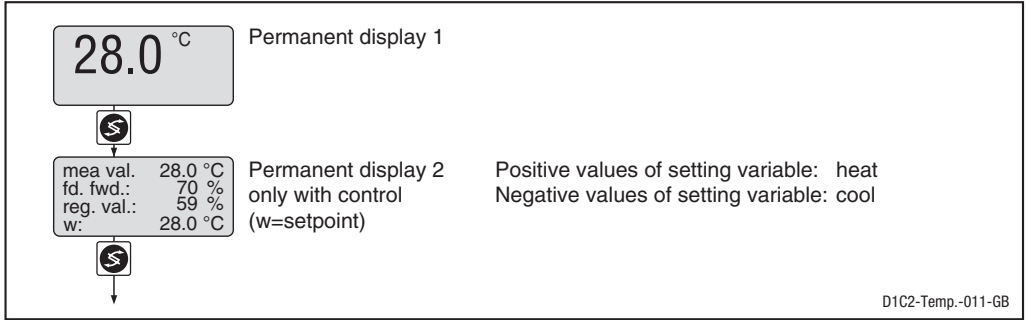 28.0 °C
Permanent display 1
mea val. 28.0 °C
fd. fwd.: 70 %
reg. val.: 59 %
w: 28.0 °C
Permanent display 2
only with control
(w=setpoint)
Positive values of setting variable: heat
Negative values of setting variable: cool
D1C2-Temp.-011-GB